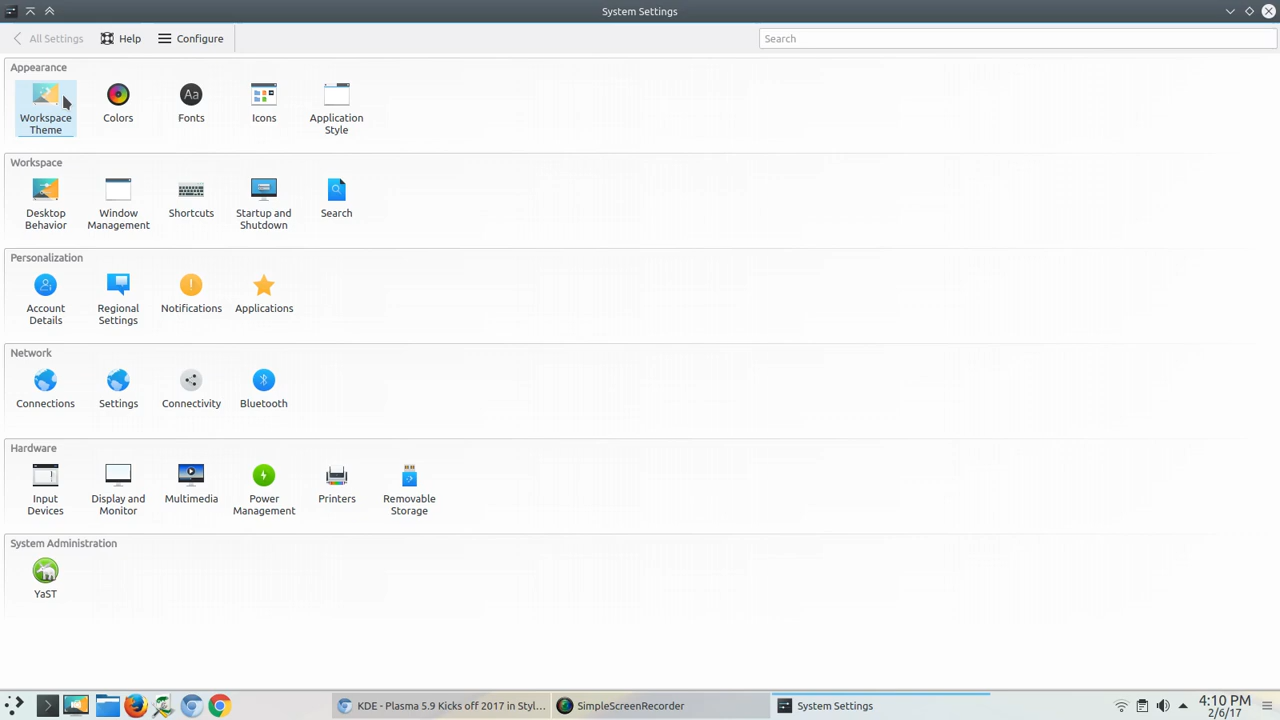 System Settings
All Settings
Help
Configure
Search
Appearance
Workspace
Theme
Colors
Fonts
Icons
Application
Style
Workspace
Desktop
Behavior
Window
Management
Shortcuts
Startup and
Shutdown
Search
Personalization
Account
Details
Regional
Settings
Notifications
Applications
Network
Connections
Settings
Connectivity
Bluetooth
Hardware
Input
Devices
Display and
Monitor
Multimedia
Power
Management
Printers
Removable
Storage
System Administration
YaST
KDE - Plasma 5.9 Kicks off 2017 in Styl...
SimpleScreenRecorder
System Settings
4:10 PM
2/6/17